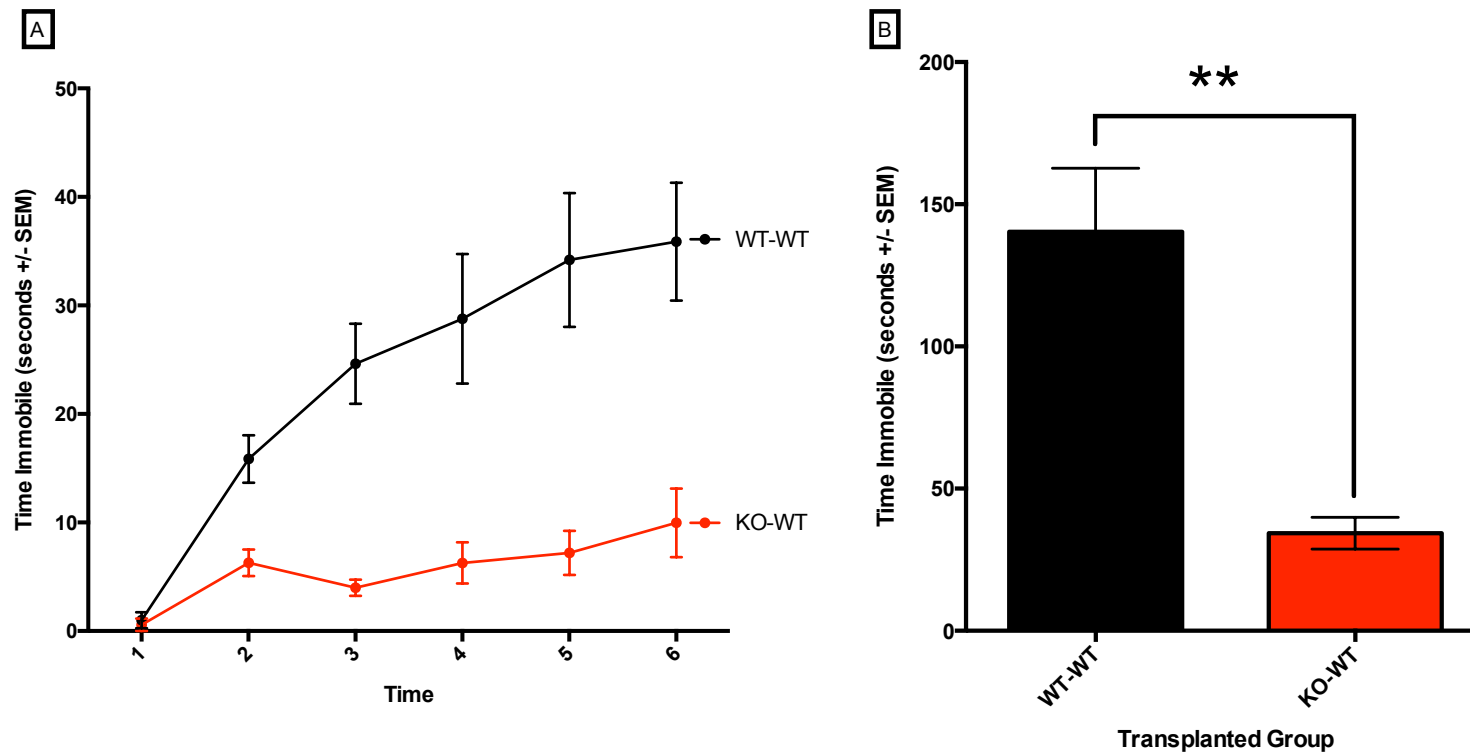 A
Time Immobile (seconds +/- SEM)
50
40
30
20
10
0
1
2
3
4
5
6
Time
WT-WT
KO-WT
B
Time Immobile (seconds +/- SEM)
200
150
100
50
0
**
WT-WT
KO-WT
Transplanted Group